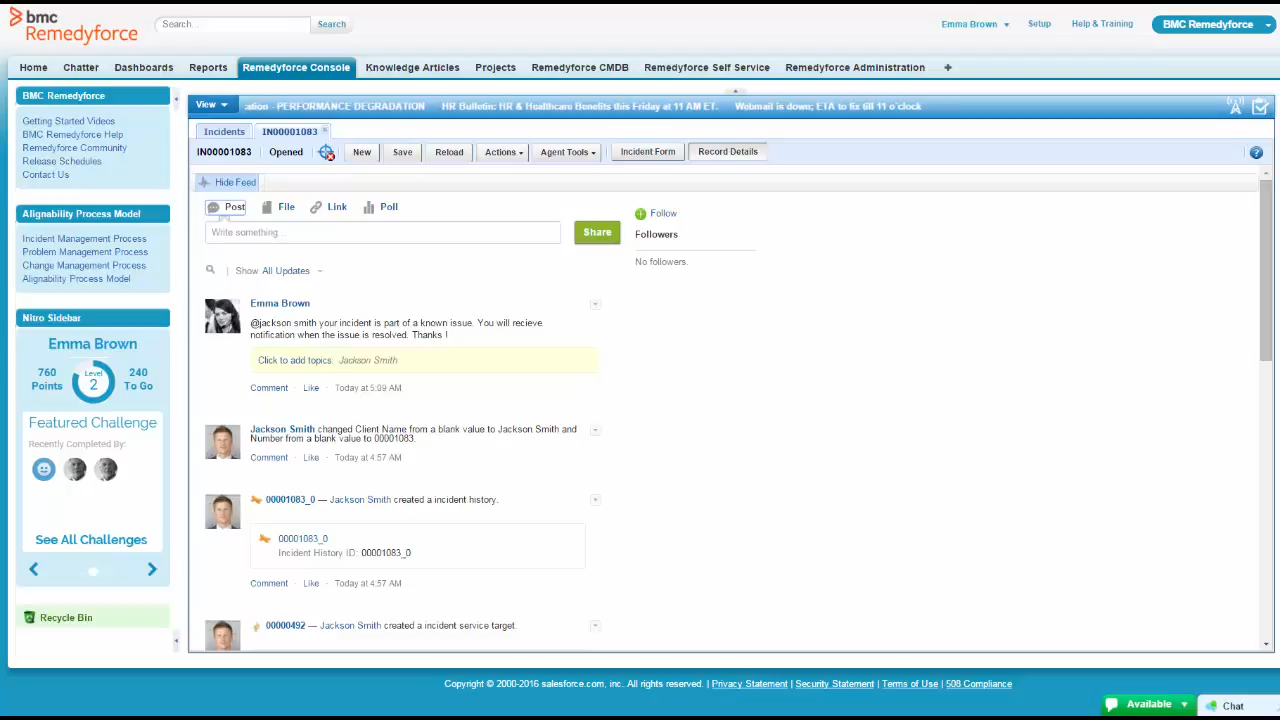 bmc
Remedyforce
Search...
Search
Emma Brown
Setup
Help & Training
BMC Remedyforce
Home
Chatter
Dashboards
Reports
Remedyforce Console
Knowledge Articles
Projects
Remedyforce CMDB
Remedyforce Self Service
Remedyforce Administration
BMC Remedyforce
Getting Started Videos
BMC Remedyforce Help
Remedyforce Community
Release Schedules
Contact Us
Alignability Process Model
Incident Management Process
Problem Management Process
Change Management Process
Alignability Process Model
Nitro Sidebar
Emma Brown
760
Points
Level
2
240
To Go
Featured Challenge
Recently Completed By:
See All Challenges
Recycle Bin
View
ation - PERFORMANCE DEGRADATION HR Bulletin: HR & Healthcare Benefits this Friday at 11 AM ET. Webmail is down; ETA to fix till 11 o'clock
Incidents
IN00001083
IN00001083 Opened
New
Save
Reload
Actions
Agent Tools
Incident Form
Record Details
Hide Feed
Post
File
Link
Poll
Write something...
Share
Follow
Followers
No followers.
Show All Updates
Emma Brown
@jackson smith your incident is part of a known issue. You will recieve
notification when the issue is resolved. Thanks !
Click to add topics: Jackson Smith
Comment · Like · Today at 5:09 AM
Jackson Smith changed Client Name from a blank value to Jackson Smith and
Number from a blank value to 00001083.
Comment · Like · Today at 4:57 AM
00001083_0 — Jackson Smith created a incident history.
00001083_0
Incident History ID: 00001083_0
Comment · Like · Today at 4:57 AM
00000492 — Jackson Smith created a incident service target.
Copyright © 2000-2016 salesforce.com, inc. All rights reserved. | Privacy Statement | Security Statement | Terms of Use | 508 Compliance
Available
Chat